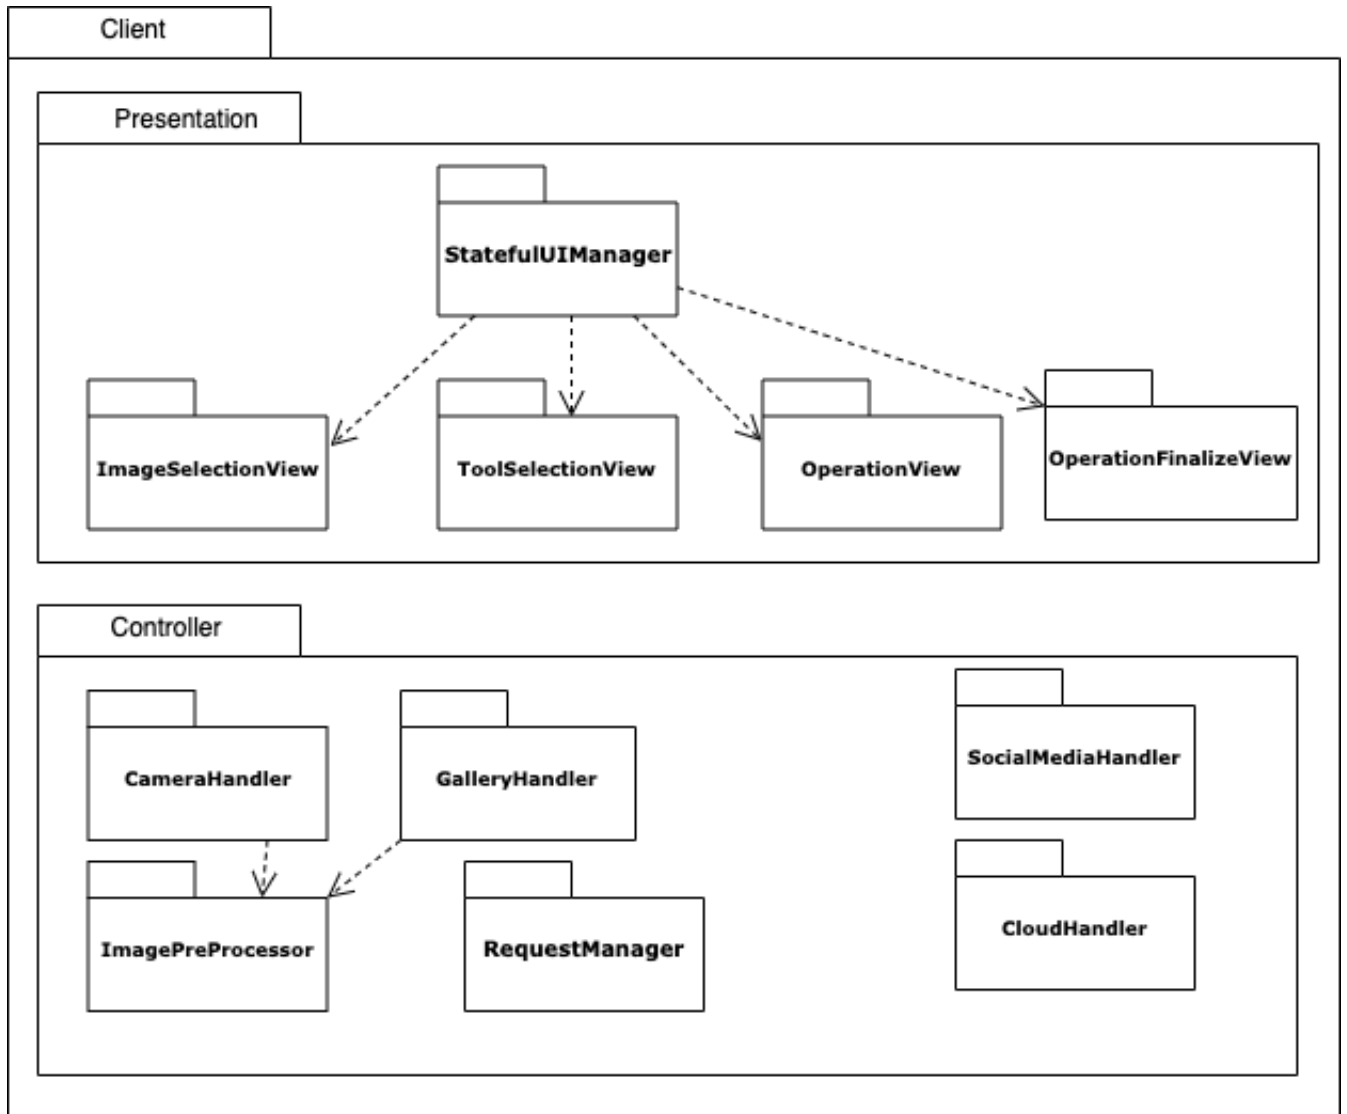 Client
Presentation
StatefulUIManager
ImageSelectionView
ToolSelectionView
OperationView
OperationFinalizeView
Controller
CameraHandler
GalleryHandler
SocialMediaHandler
ImagePreProcessor
RequestManager
CloudHandler